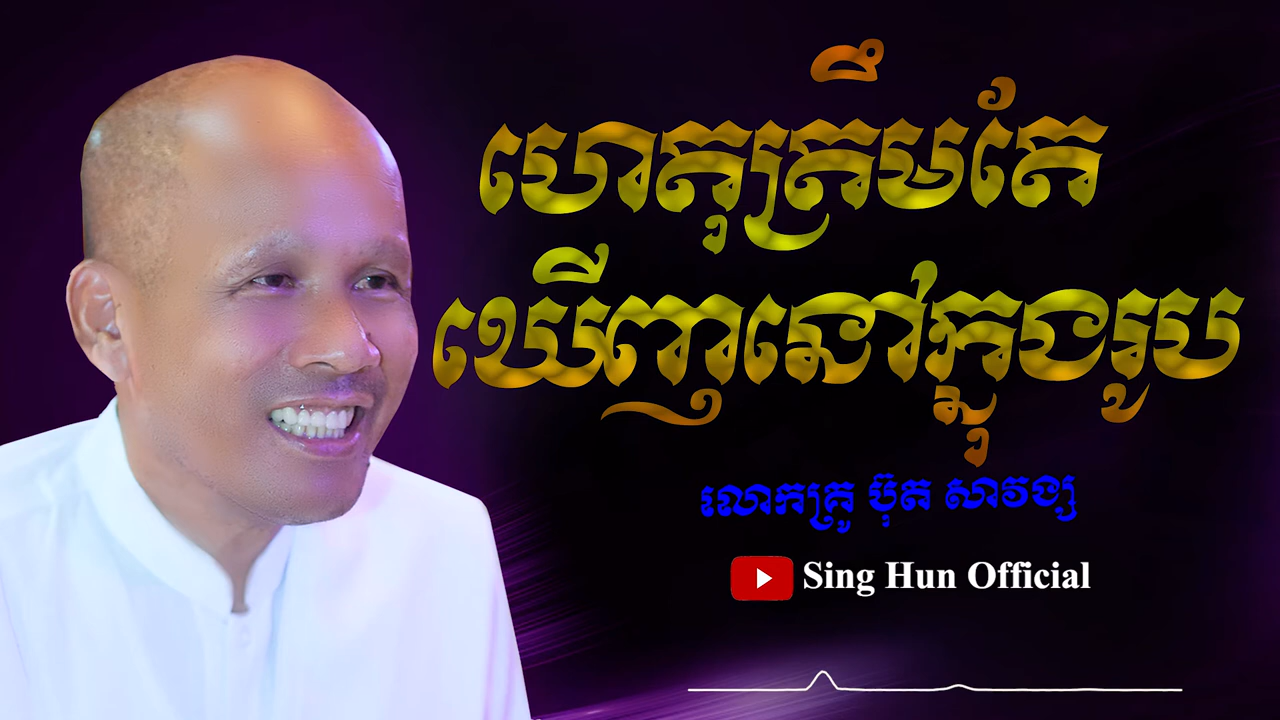 ហេតុត្រឹមតែ
ឃើញនៅក្នុងរូប
លោកគ្រូ ប៊ុត សាវង្ស
Sing Hun Official